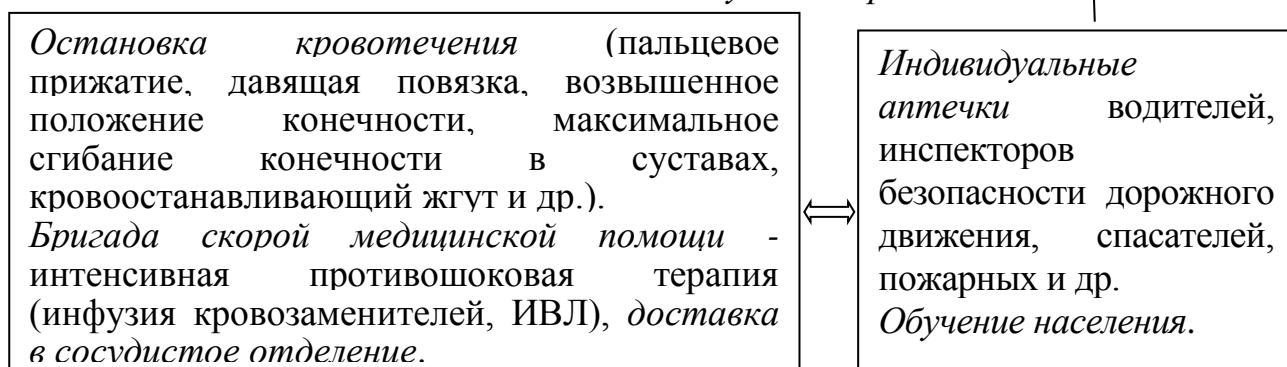 Остановка кровотечения (пальцевое
прижатие, давящая повязка, возвышенное
положение конечности, максимальное
сгибание конечности в суставах,
кровоостанавливающий жгут и др.).
Бригада скорой медицинской помощи -
интенсивная противошоковая терапия
(инфузия кровозаменителей, ИВЛ), доставка
в сосудистое отделение.
Индивидуальные
аптечки водителей,
инспекторов
безопасности дорожного
движения, спасателей,
пожарных и др.
Обучение населения.